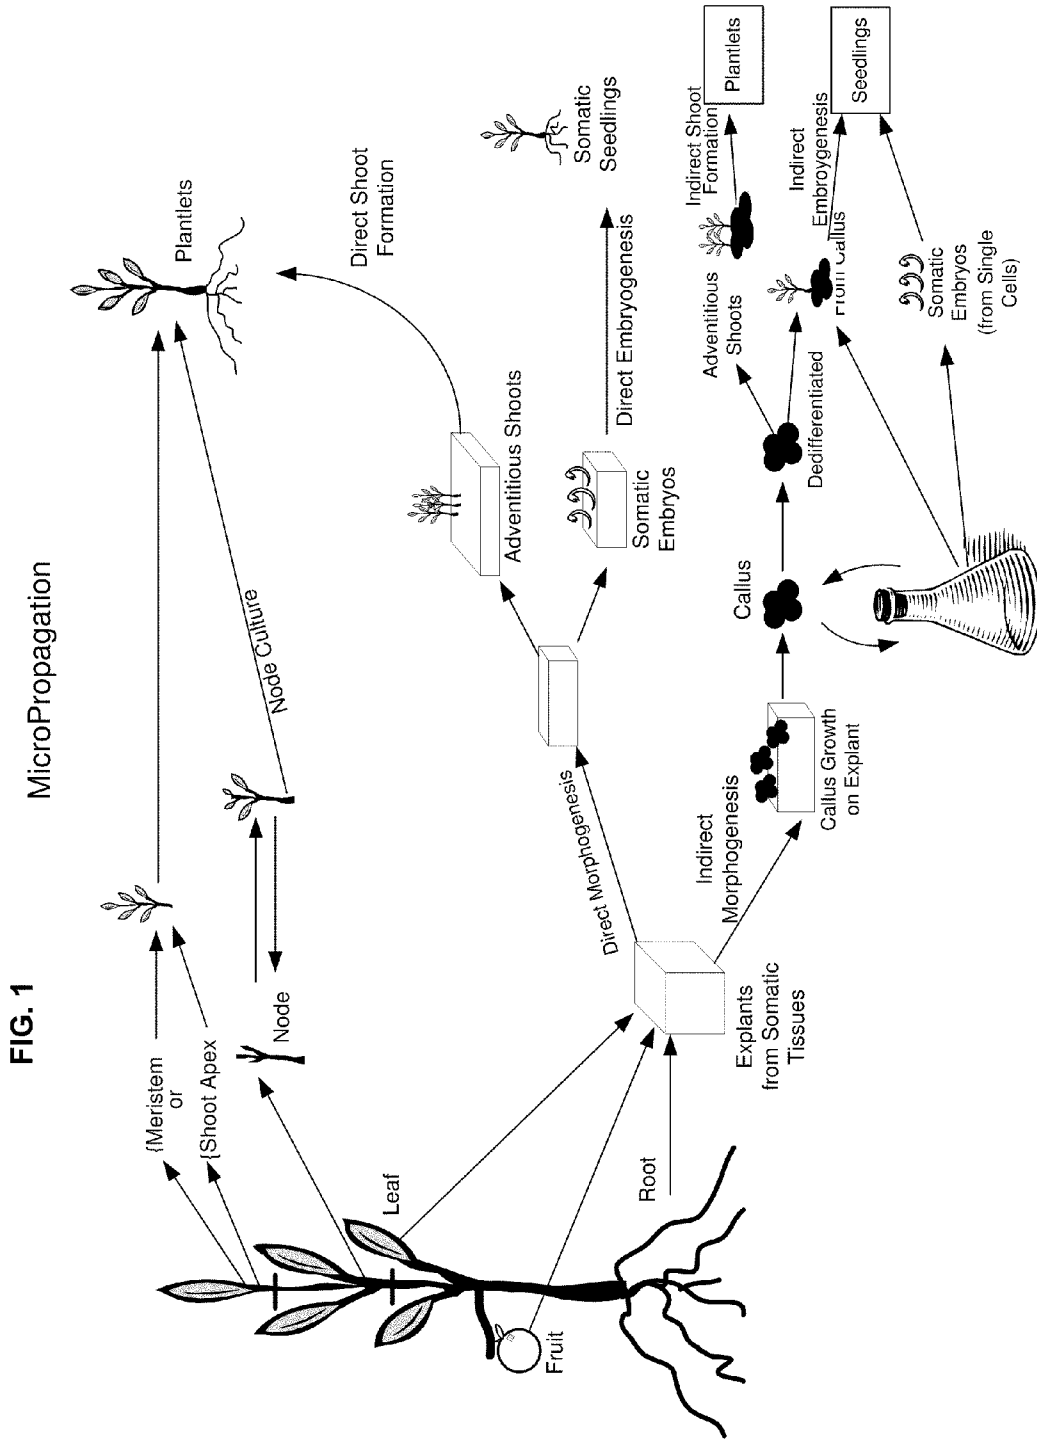 FIG. 1
MicroPropagation
{Meristem
or
{Shoot Apex
Node
Node Culture
Plantlets
Leaf
Fruit
Root
Explants
from Somatic
Tissues
Direct Morphogenesis
Adventitious Shoots
Direct Shoot
Formation
Somatic
Embryos
Direct Embryogenesis
Somatic
Seedlings
Indirect
Morphogenesis
Callus Growth
on Explant
Callus
Dedifferentiated
Adventitious
Shoots
Indirect Shoot
Formation
Plantlets
From Callus
Indirect
Embroygenesis
Seedlings
Somatic
Embryos
(from Single
Cells)